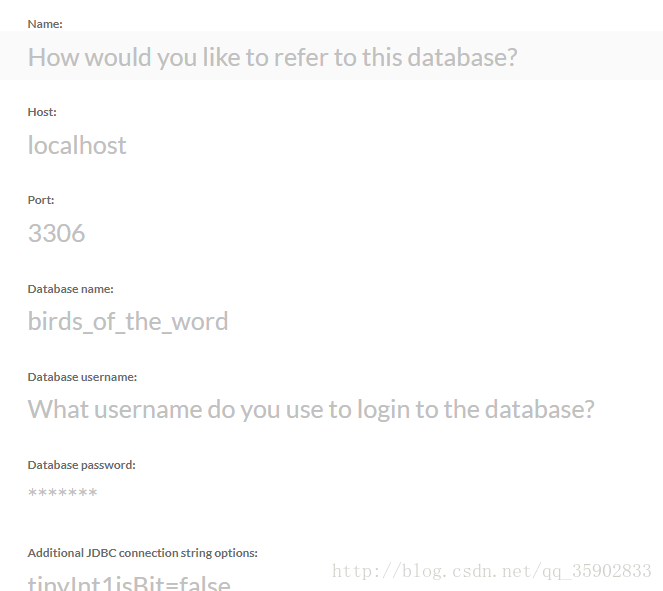 Name:
How would you like to refer to this database?
Host:
localhost
Port:
3306
Database name:
birds_of_the_word
Database username:
What username do you use to login to the database?
Database password:
*******
Additional JDBC connection string options:
tinyInt1isBit=false
http://blog.csdn.net/qq_35902833